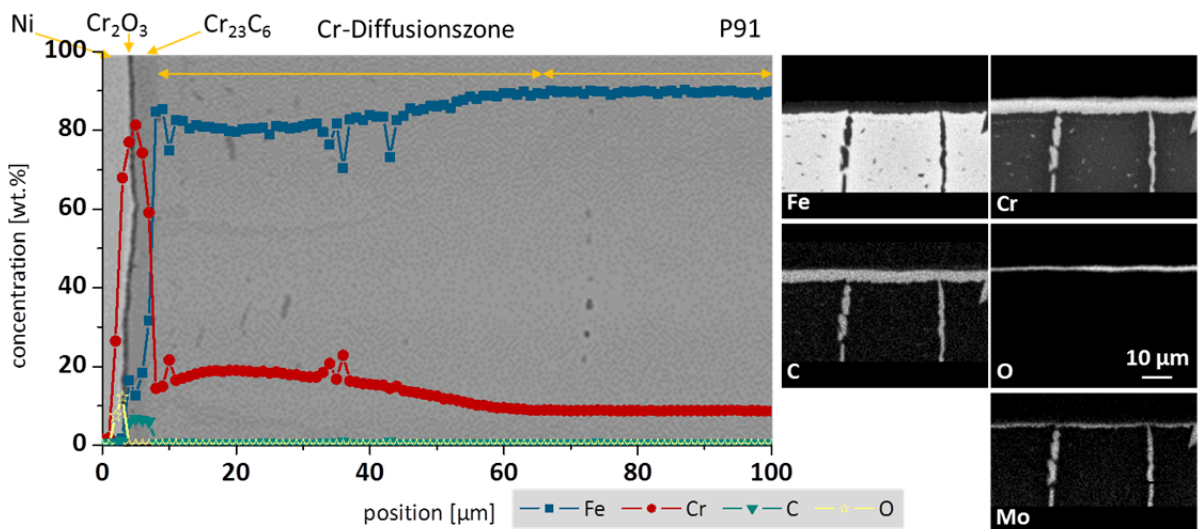 Ni
Cr₂O₃
Cr₂₃C₆
Cr-Diffusionszone
P91
concentration [wt.%]
100
80
60
40
20
0
0 20 40 60 80 100
position [µm]
Fe Cr C O
Fe
Cr
C
O
10 µm
Mo